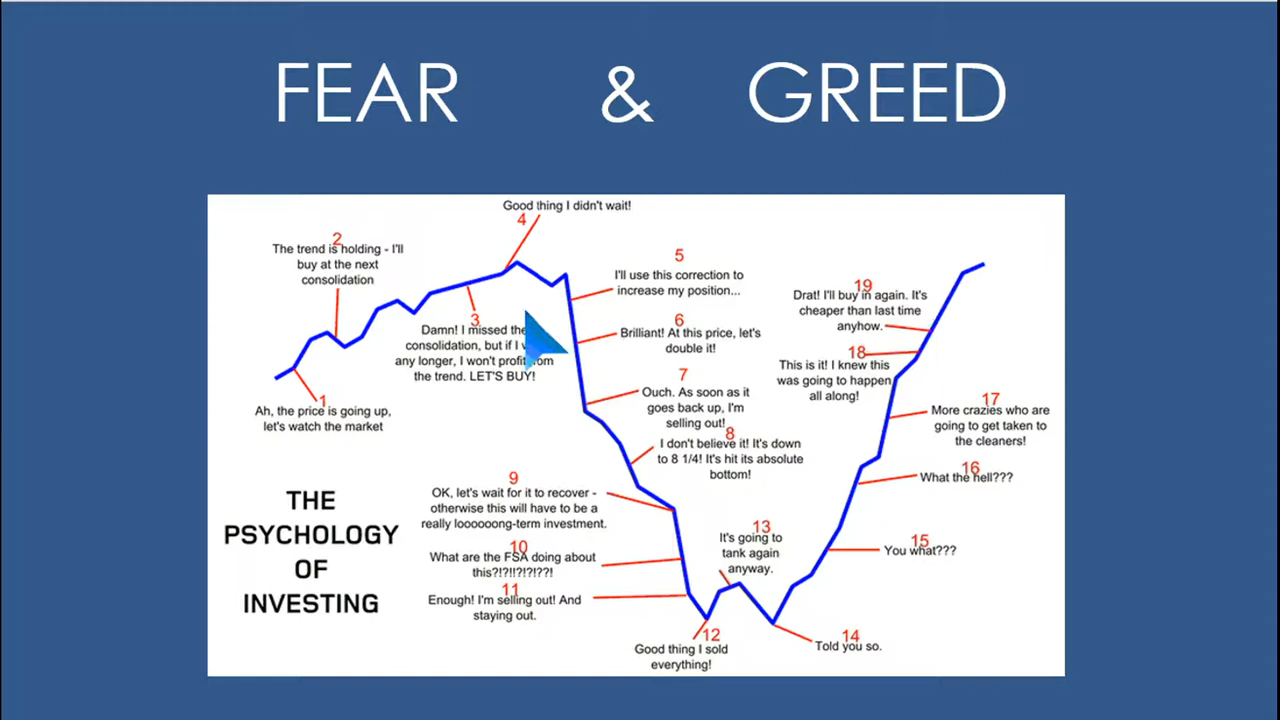 FEAR & GREED
Good thing I didn't wait!
4
2
The trend is holding - I'll
buy at the next
consolidation
5
I'll use this correction to
increase my position...
19
Drat! I'll buy in again. It's
cheaper than last time
anyhow.
3
Damn! I missed the
consolidation, but if I
any longer, I won't profit from
the trend. LET'S BUY!
6
Brilliant! At this price, let's
double it!
18
This is it! I knew this
was going to happen
all along!
1
Ah, the price is going up,
let's watch the market
7
Ouch. As soon as it
goes back up, I'm
selling out!
17
More crazies who are
going to get taken to
the cleaners!
8
I don't believe it! It's down
to 8 1/4! It's hit its absolute
bottom!
16
What the hell???
9
OK, let's wait for it to recover -
otherwise this will have to be a
really loooooong-term investment.
THE
PSYCHOLOGY
OF
INVESTING
13
It's going to
tank again
anyway.
10
What are the FSA doing about
this?!?!!?!?!??!
15
You what???
11
Enough! I'm selling out! And
staying out.
12
Good thing I sold
everything!
14
Told you so.